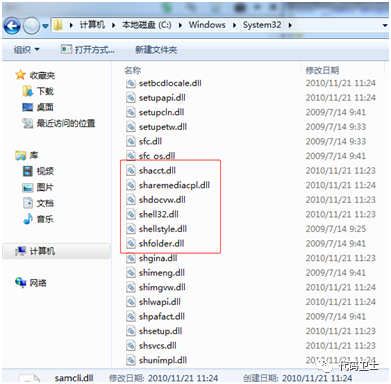 计算机 ▸ 本地磁盘 (C:) ▸ Windows ▸ System32 ▸
组织 ▾ 打开方式... 新建文件夹
收藏夹
下载
桌面
最近访问的位置
库
视频
图片
文档
音乐
计算机
网络
名称 修改日期
setbcdlocale.dll 2010/11/21 11:24
setupapi.dll 2010/11/21 11:24
setupcln.dll 2009/7/14 9:41
setupetw.dll 2009/7/14 9:33
sfc.dll 2009/7/14 9:33
sfc_os.dll 2009/7/14 9:41
shacct.dll 2010/11/21 11:23
sharemediacpl.dll 2010/11/21 11:24
shdocvw.dll 2010/11/21 11:23
shell32.dll 2010/11/21 11:24
shellstyle.dll 2009/7/14 9:25
shfolder.dll 2009/7/14 9:41
shgina.dll 2010/11/21 11:23
shimeng.dll 2009/7/14 9:41
shimgvw.dll 2009/7/14 9:41
shlwapi.dll 2010/11/21 11:24
shpafact.dll 2009/7/14 9:41
shsetup.dll 2010/11/21 11:24
shsvcs.dll 2010/11/21 11:24
shunimpl.dll 2010/11/21 11:24
代码卫士
samcli.dll 修改日期: 2010/11/21 11:24 创建日期: 2010/11/21 11:24